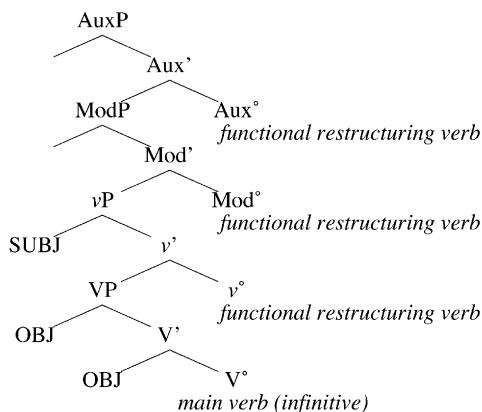 AuxP
Aux’
ModP Aux°
functional restructuring verb
Mod’
vP Mod°
functional restructuring verb
SUBJ v’
VP v°
functional restructuring verb
OBJ V’
OBJ V°
main verb (infinitive)